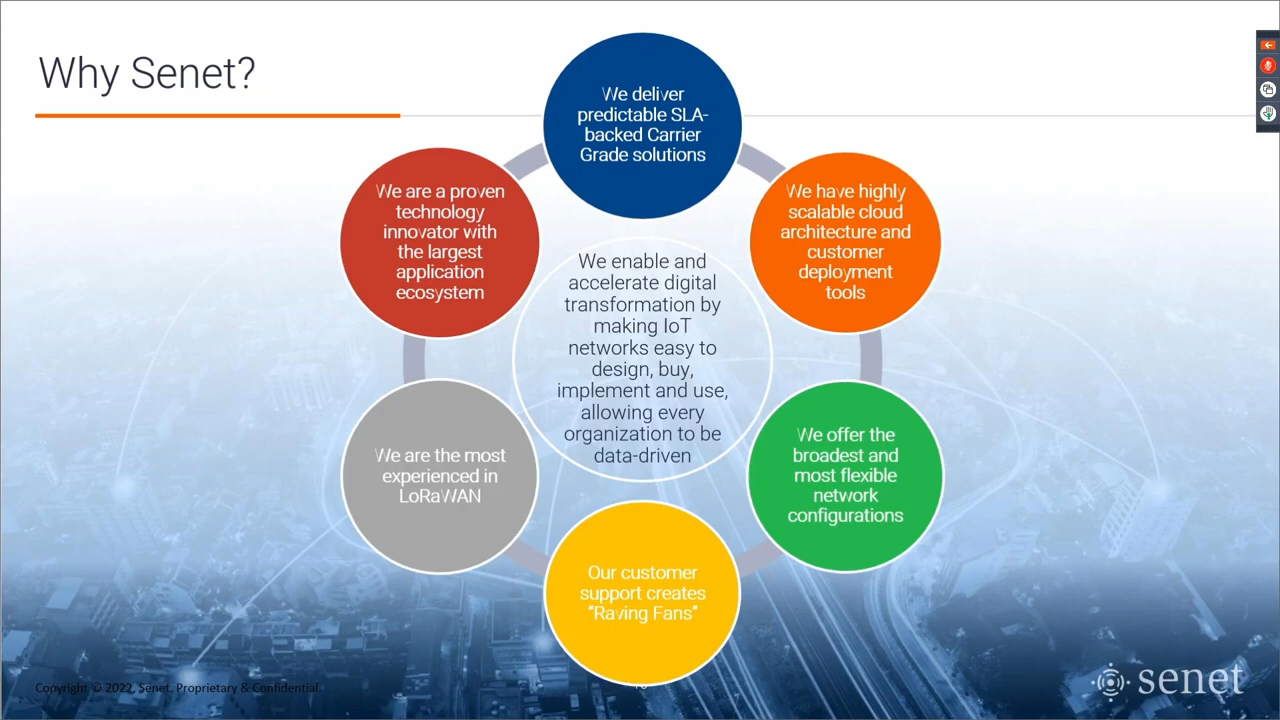 Why Senet?
We deliver
predictable SLA-
backed Carrier
Grade solutions
We are a proven
technology
innovator with
the largest
application
ecosystem
We have highly
scalable cloud
architecture and
customer
deployment
tools
We enable and
accelerate digital
transformation by
making IoT
networks easy to
design, buy,
implement and use,
allowing every
organization to be
data-driven
We are the most
experienced in
LoRaWAN
We offer the
broadest and
most flexible
network
configurations
Our customer
support creates
“Raving Fans”
Copyright © 2022, Senet. Proprietary & Confidential.
senet